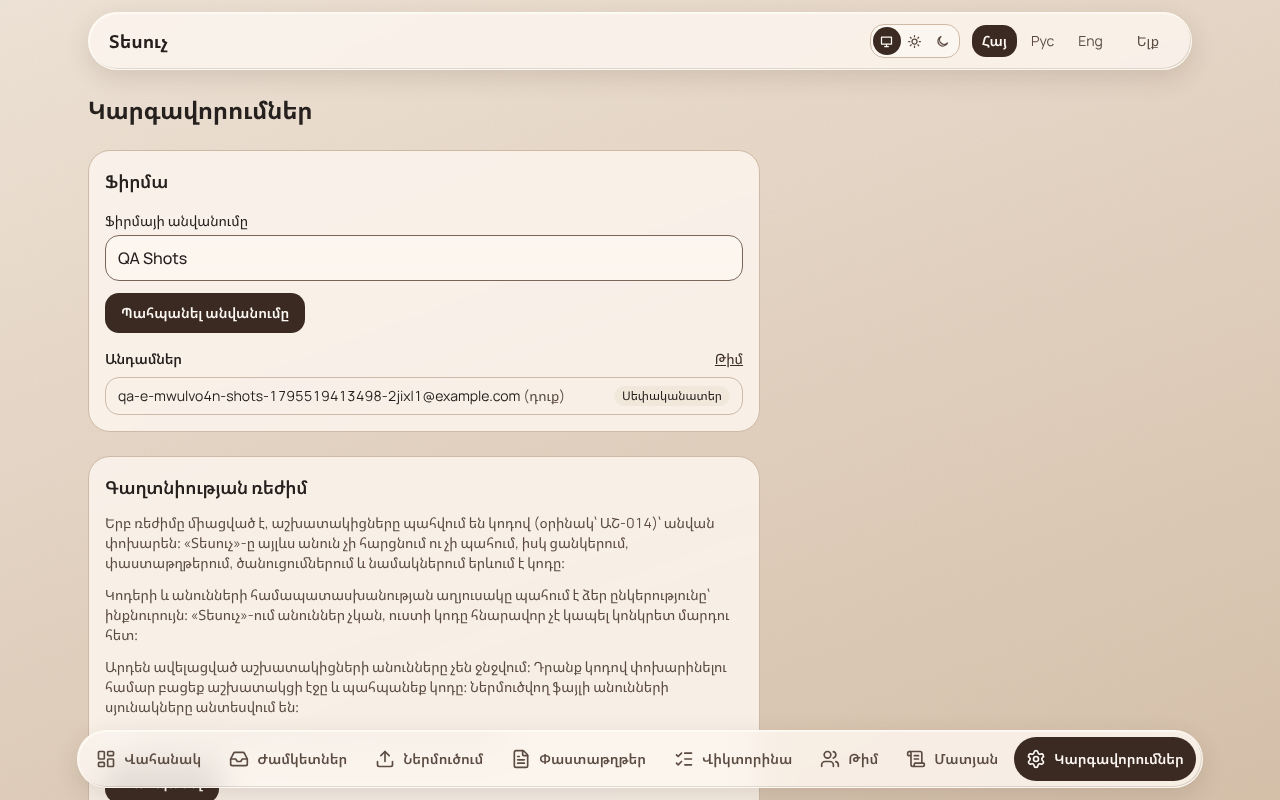 Տեսուչ
Հայ Рус Eng Ելք
Կարգավորումներ
Ֆիրմա
Ֆիրմայի անվանումը
QA Shots
Պահպանել անվանումը
Անդամներ Թիմ
qa-e-mwulvo4n-shots-1795519413498-2jixl1@example.com (դուք) Սեփականատեր
Գաղտնիության ռեժիմ
Երբ ռեժիմը միացված է, աշխատակիցները պահվում են կոդով (օրինակ՝ ԱՇ-014)՝ անվան
փոխարեն։ «Տեսուչ»-ը այլևս անուն չի հարցնում ու չի պահում, իսկ ցանկերում,
փաստաթղթերում, ծանուցումներում և նամակներում երևում է կոդը։
Կոդերի և անունների համապատասխանության աղյուսակը պահում է ձեր ընկերությունը՝
ինքնուրույն։ «Տեսուչ»-ում անուններ չկան, ուստի կոդը հնարավոր չէ կապել կոնկրետ մարդու
հետ։
Արդեն ավելացված աշխատակիցների անունները չեն ջնջվում։ Դրանք կոդով փոխարինելու
համար բացեք աշխատակցի էջը և պահպանեք կոդը։ Ներմուծվող ֆայլի անունների
սյունակները անտեսվում են։
Վահանակ Ժամկետներ Ներմուծում Փաստաթղթեր Վիկտորինա Թիմ Մատյան Կարգավորումներ